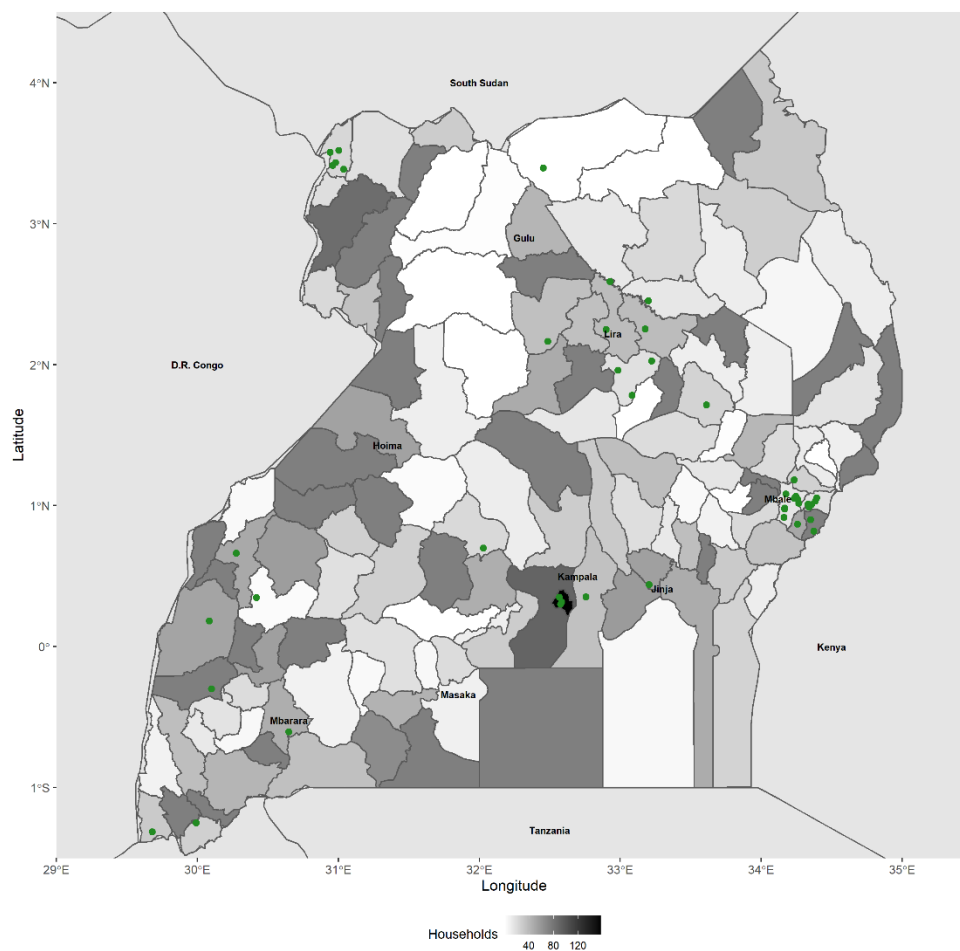 4°N
South Sudan
3°N
Gulu
Lira
2°N
D.R. Congo
Hoima
Latitude
1°N
Mbale
Kampala
Jinja
0°
Kenya
Masaka
Mbarara
1°S
Tanzania
29°E 30°E 31°E 32°E 33°E 34°E 35°E
Longitude
Households
40 80 120